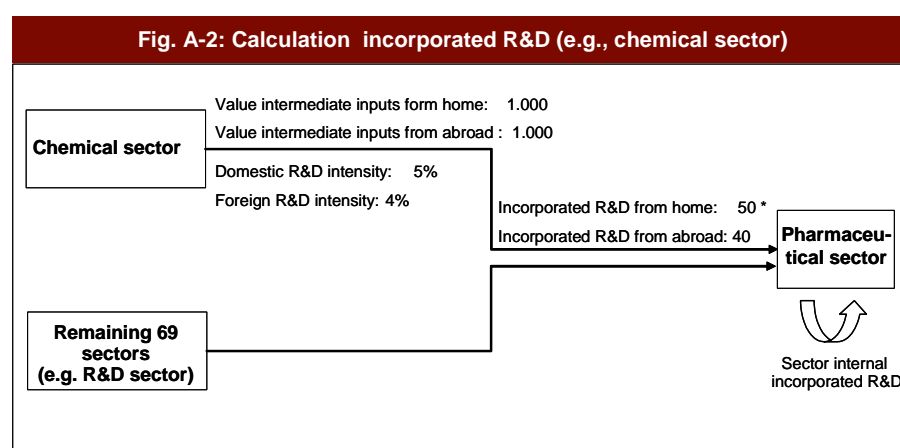 Fig. A-2: Calculation incorporated R&D (e.g., chemical sector)
Value intermediate inputs form home: 1.000
Value intermediate inputs from abroad : 1.000
Chemical sector
Domestic R&D intensity: 5%
Foreign R&D intensity: 4%
Incorporated R&D from home: 50 *
Incorporated R&D from abroad: 40
Pharmaceu-
tical sector
Remaining 69
sectors
(e.g. R&D sector)
Sector internal
incorporated R&D